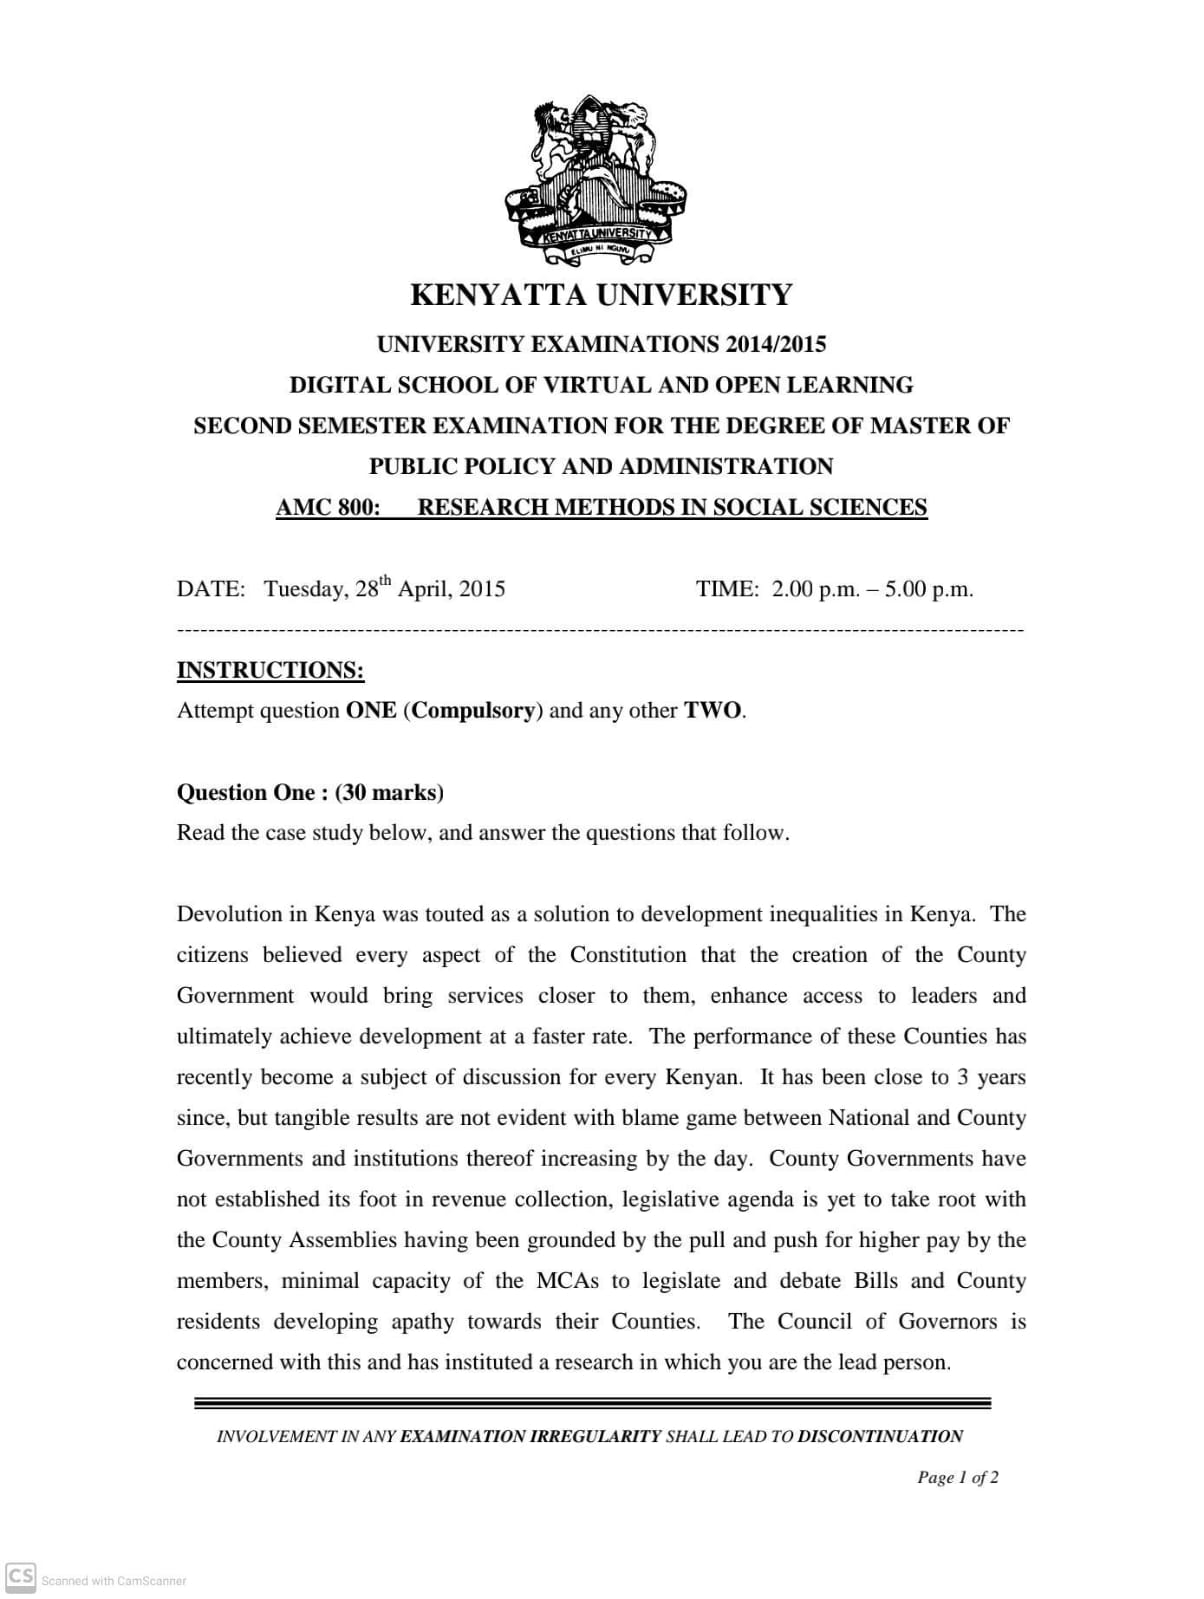 KENYATTA UNIVERSITY
ELIMU NI NGUVU
KENYATTA UNIVERSITY
UNIVERSITY EXAMINATIONS 2014/2015
DIGITAL SCHOOL OF VIRTUAL AND OPEN LEARNING
SECOND SEMESTER EXAMINATION FOR THE DEGREE OF MASTER OF
PUBLIC POLICY AND ADMINISTRATION
AMC 800: RESEARCH METHODS IN SOCIAL SCIENCES
DATE: Tuesday, 28th April, 2015 TIME: 2.00 p.m. – 5.00 p.m.
------------------------------------------------------------------------------------------------------------
INSTRUCTIONS:
Attempt question ONE (Compulsory) and any other TWO.
Question One : (30 marks)
Read the case study below, and answer the questions that follow.
Devolution in Kenya was touted as a solution to development inequalities in Kenya. The
citizens believed every aspect of the Constitution that the creation of the County
Government would bring services closer to them, enhance access to leaders and
ultimately achieve development at a faster rate. The performance of these Counties has
recently become a subject of discussion for every Kenyan. It has been close to 3 years
since, but tangible results are not evident with blame game between National and County
Governments and institutions thereof increasing by the day. County Governments have
not established its foot in revenue collection, legislative agenda is yet to take root with
the County Assemblies having been grounded by the pull and push for higher pay by the
members, minimal capacity of the MCAs to legislate and debate Bills and County
residents developing apathy towards their Counties. The Council of Governors is
concerned with this and has instituted a research in which you are the lead person.
INVOLVEMENT IN ANY EXAMINATION IRREGULARITY SHALL LEAD TO DISCONTINUATION
Page 1 of 2
CS Scanned with CamScanner